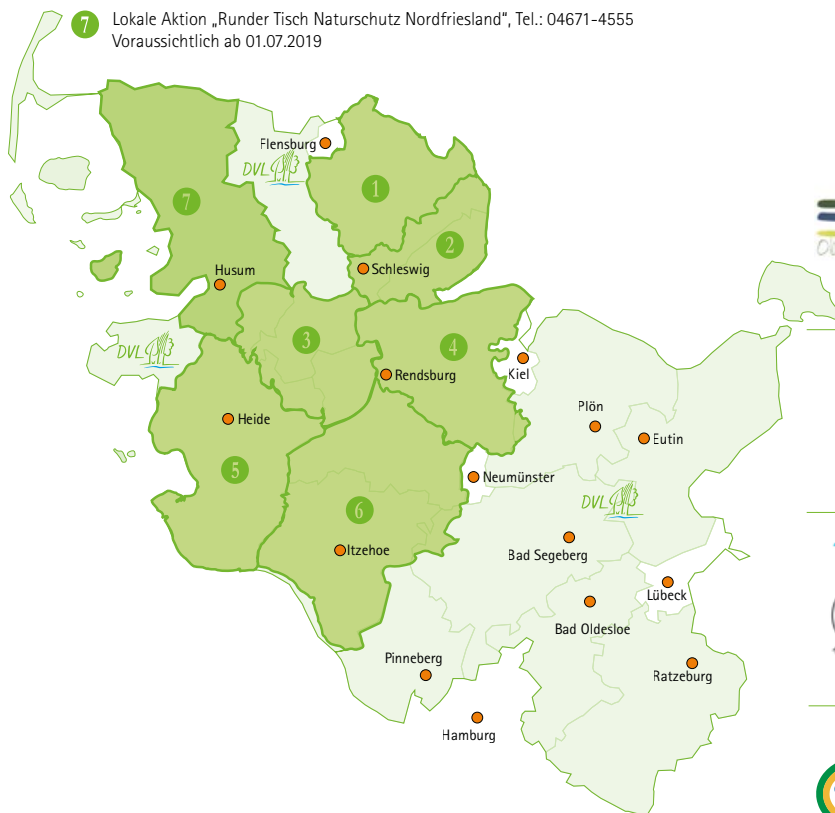 7 Lokale Aktion „Runder Tisch Naturschutz Nordfriesland“, Tel.: 04671-4555
Voraussichtlich ab 01.07.2019
Flensburg
DVL
1
7
2
Schleswig
Husum
3
4
DVL
Rendsburg
Kiel
Plön
Heide
Eutin
5
Neumünster
DVL
6
Itzehoe
Bad Segeberg
Lübeck
Bad Oldesloe
Pinneberg
Ratzeburg
Hamburg